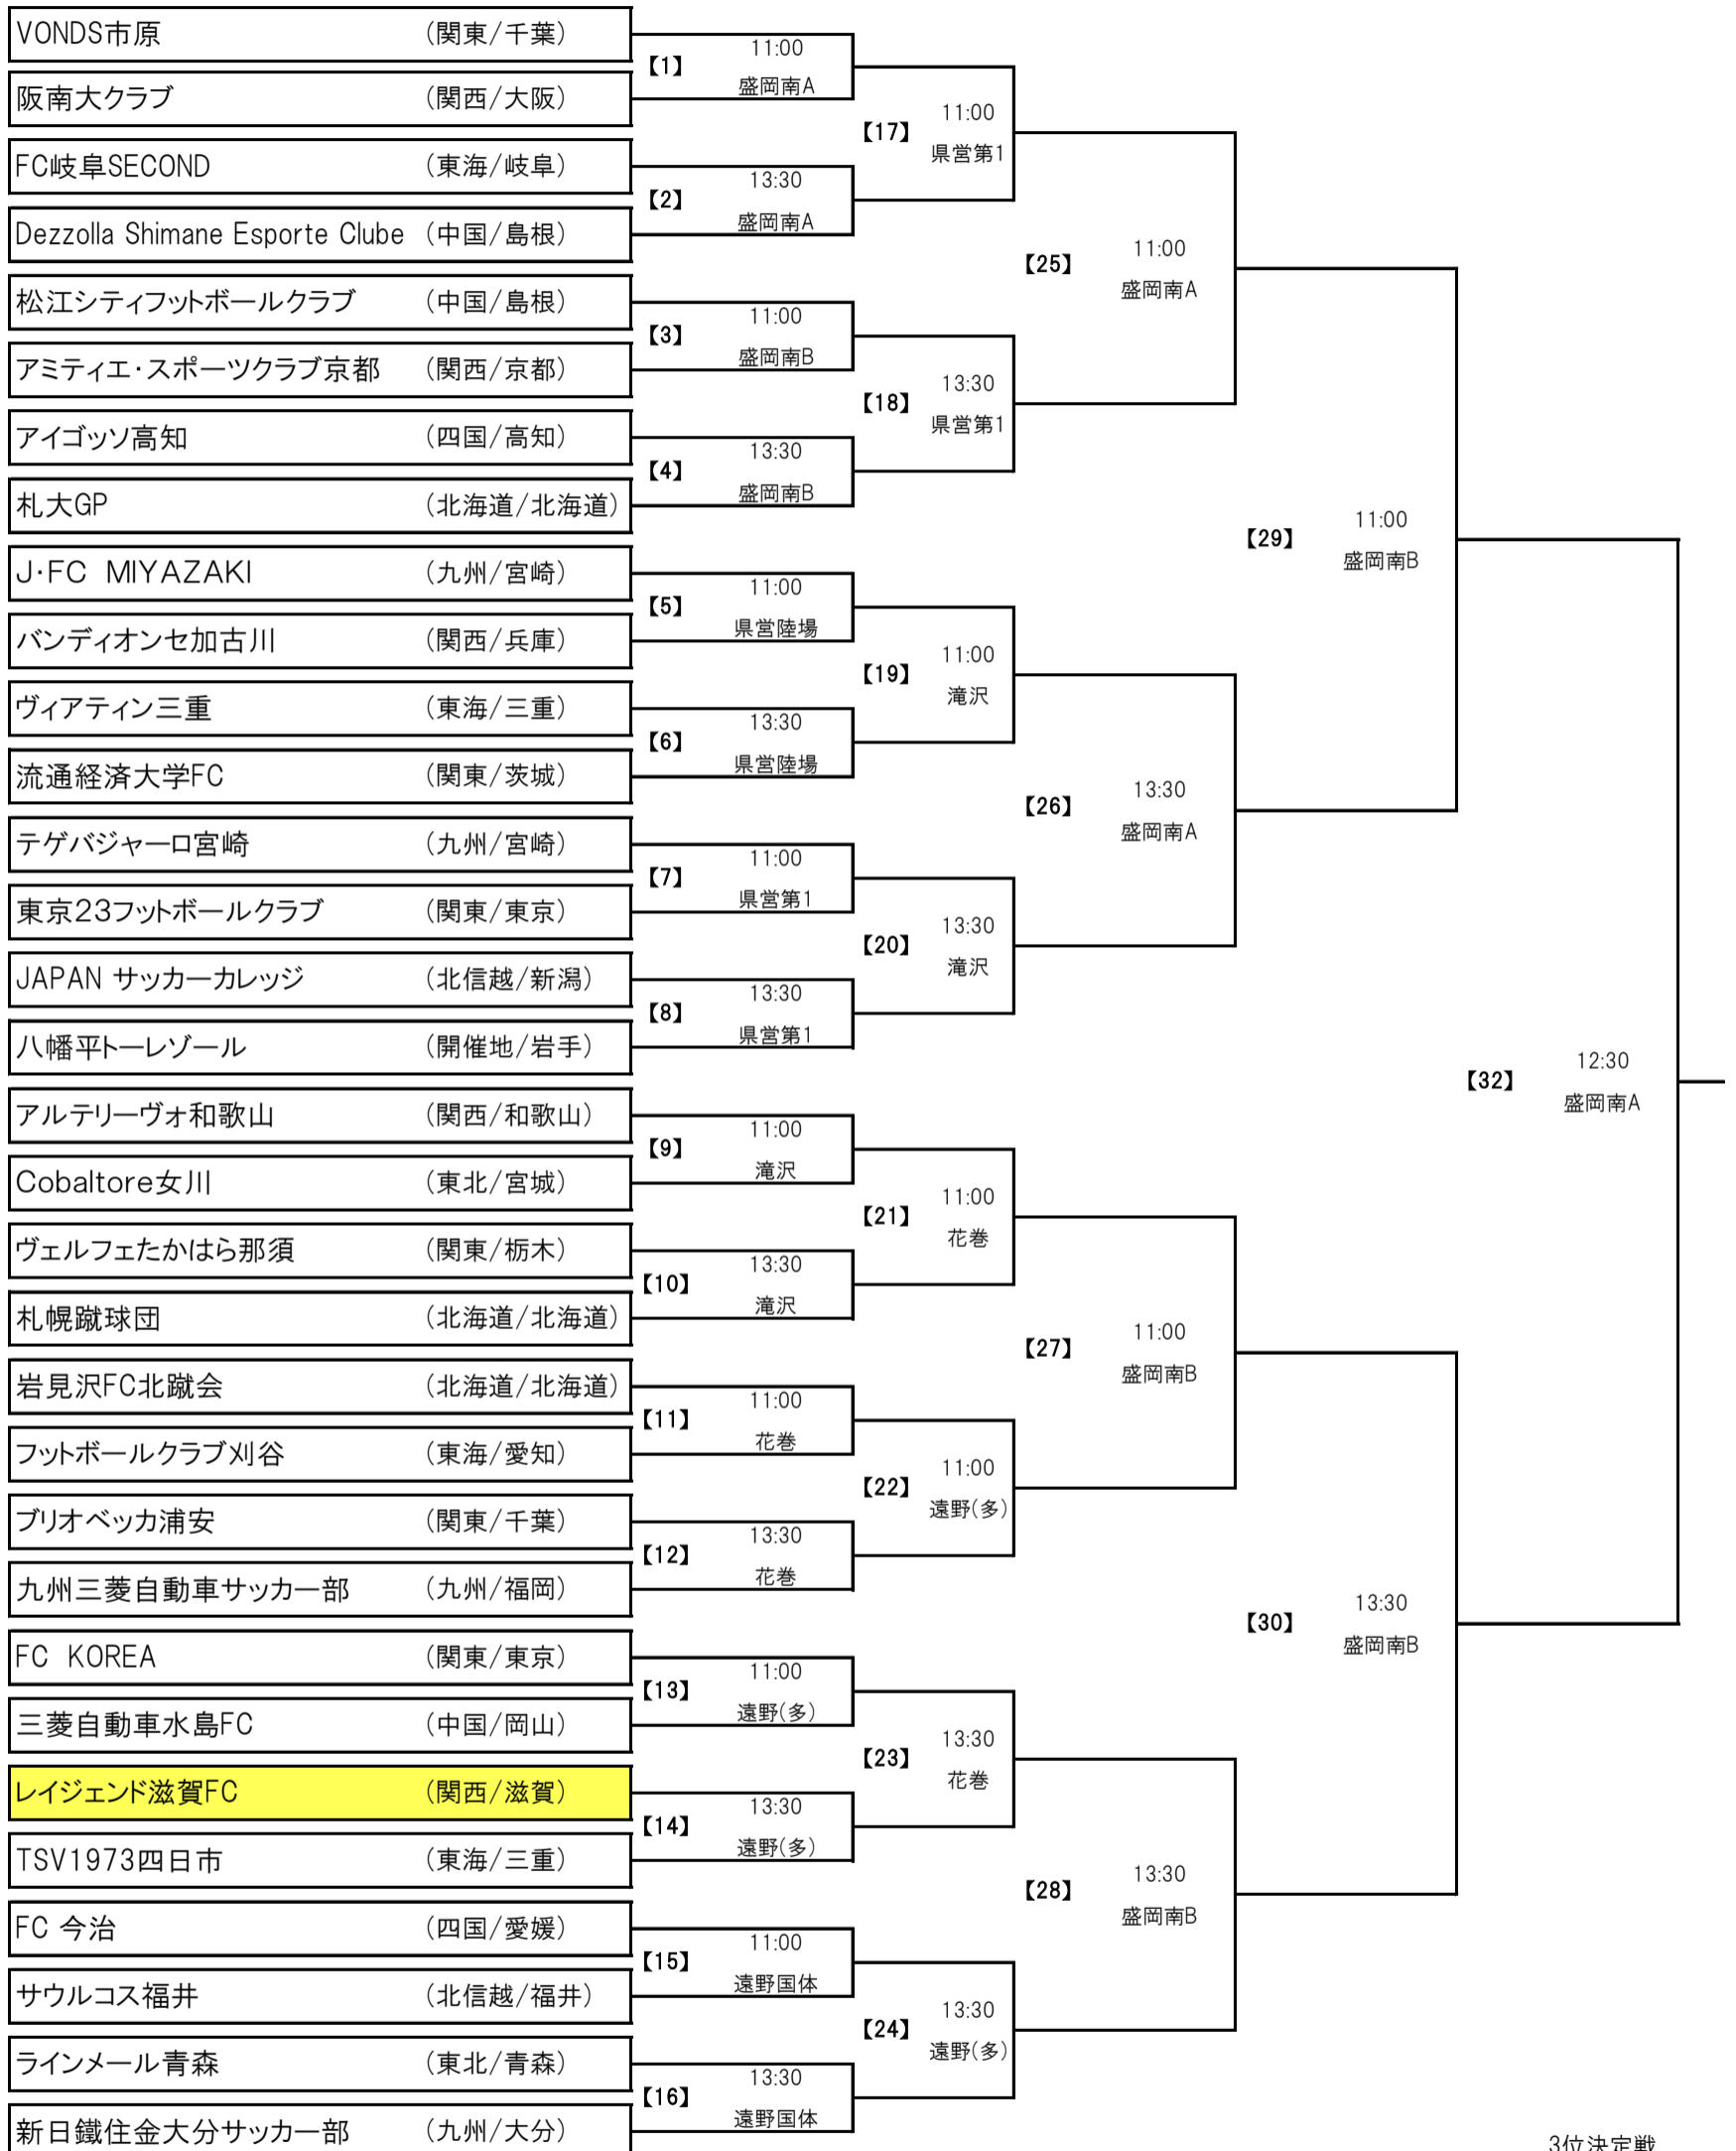 VONDS市原 (関東/千葉)
阪南大クラブ (関西/大阪)
FC岐阜SECOND (東海/岐阜)
Dezzolla Shimane Esporte Clube (中国/島根)
松江シティフットボールクラブ (中国/島根)
アミティエ・スポーツクラブ京都 (関西/京都)
アイゴッソ高知 (四国/高知)
札大GP (北海道/北海道)
J・FC MIYAZAKI (九州/宮崎)
バンディオンセ加古川 (関西/兵庫)
ヴィアティン三重 (東海/三重)
流通経済大学FC (関東/茨城)
テゲバジャーロ宮崎 (九州/宮崎)
東京23フットボールクラブ (関東/東京)
JAPAN サッカーカレッジ (北信越/新潟)
八幡平トーレゾール (開催地/岩手)
アルテリーヴォ和歌山 (関西/和歌山)
Cobaltore女川 (東北/宮城)
ヴェルフェたかはら那須 (関東/栃木)
札幌蹴球団 (北海道/北海道)
岩見沢FC北蹴会 (北海道/北海道)
フットボールクラブ刈谷 (東海/愛知)
ブリオベッカ浦安 (関東/千葉)
九州三菱自動車サッカー部 (九州/福岡)
FC KOREA (関東/東京)
三菱自動車水島FC (中国/岡山)
レイジェンド滋賀FC (関西/滋賀)
TSV1973四日市 (東海/三重)
FC 今治 (四国/愛媛)
サウルコス福井 (北信越/福井)
ラインメール青森 (東北/青森)
新日鐵住金大分サッカー部 (九州/大分)
【1】 11:00
盛岡南A
【2】 13:30
盛岡南A
【3】 11:00
盛岡南B
【4】 13:30
盛岡南B
【5】 11:00
県営陸場
【6】 13:30
県営陸場
【7】 11:00
県営第1
【8】 13:30
県営第1
【9】 11:00
滝沢
【10】 13:30
滝沢
【11】 11:00
花巻
【12】 13:30
花巻
【13】 11:00
遠野(多)
【14】 13:30
遠野(多)
【15】 11:00
遠野国体
【16】 13:30
遠野国体
【17】 11:00
県営第1
【18】 13:30
県営第1
【19】 11:00
滝沢
【20】 13:30
滝沢
【21】 11:00
花巻
【22】 11:00
遠野(多)
【23】 13:30
花巻
【24】 13:30
遠野(多)
【25】 11:00
盛岡南A
【26】 13:30
盛岡南A
【27】 11:00
盛岡南B
【28】 13:30
盛岡南B
【29】 11:00
盛岡南B
【30】 13:30
盛岡南B
【32】 12:30
盛岡南A
3位決定戦